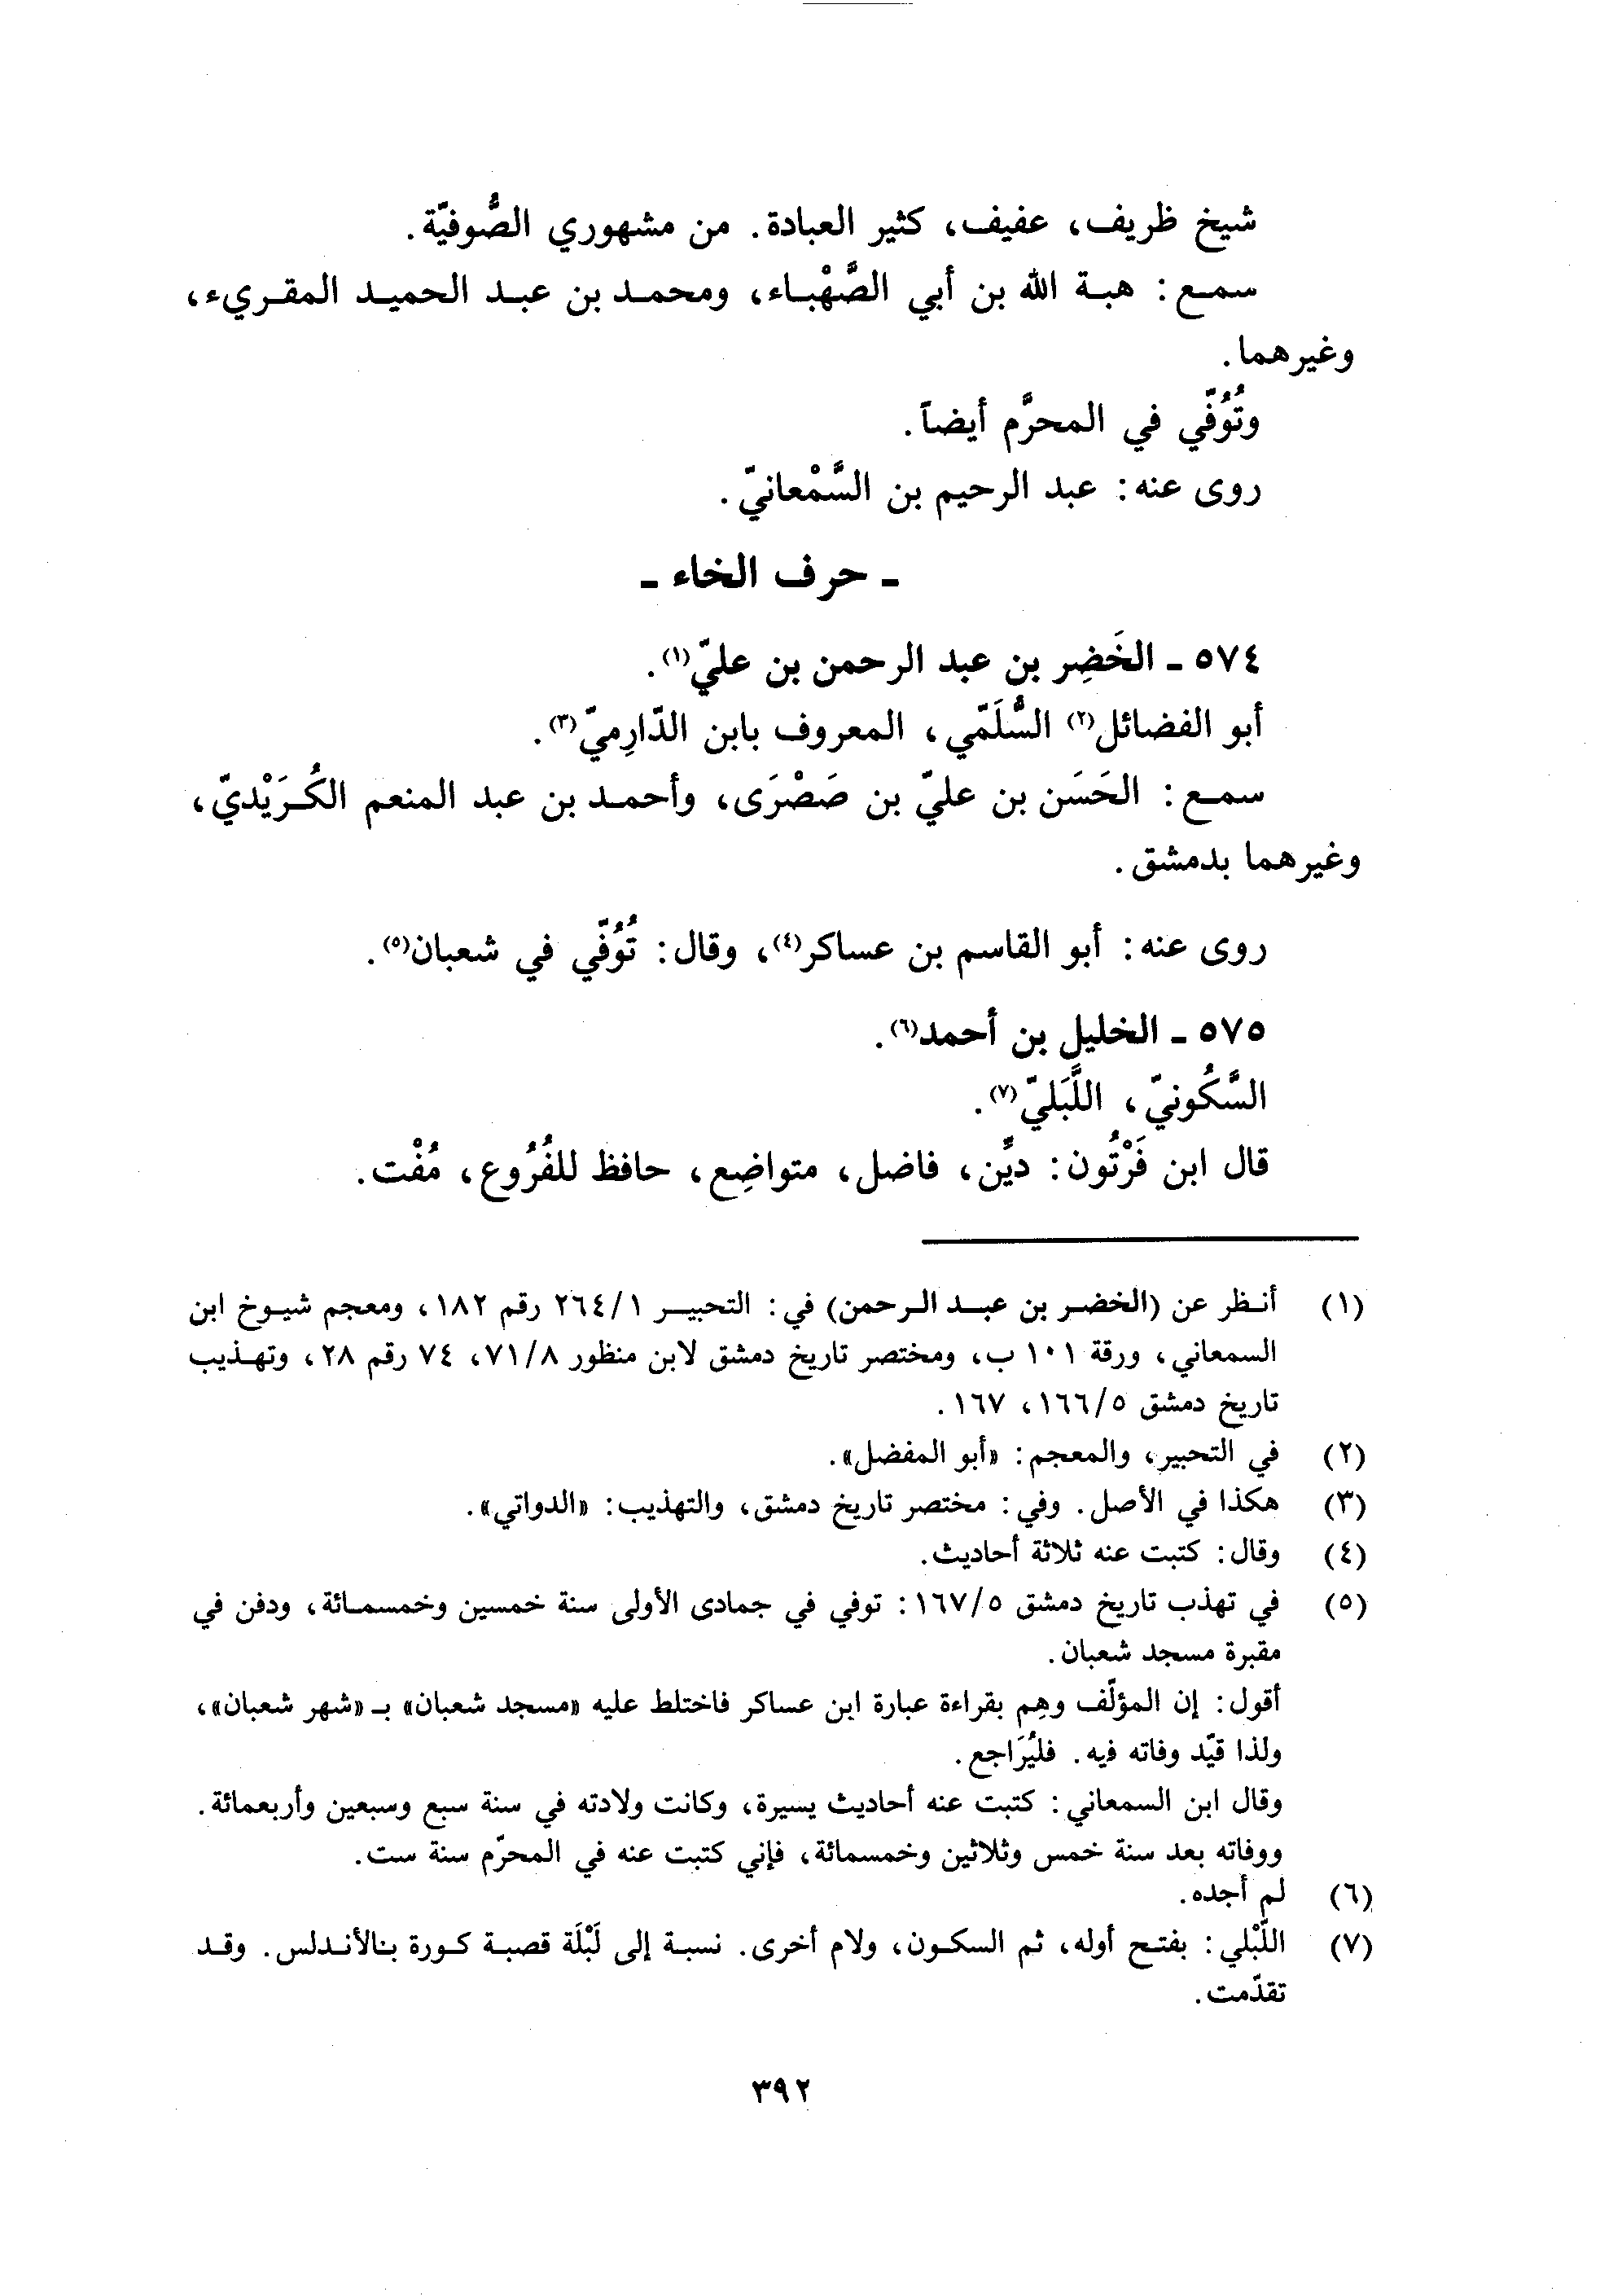 شيخ ظريف، عفيف، كثير العبادة. من مشهوري الصُّوفيّة.
سمع: هبة الله بن أبي الصَّهْباء، ومحمد بن عبد الحميد المقريء،
وغيرهما.
وتُوُفّي في المحرَّم أيضاً.
روى عنه: عبد الرحيم بن السَّمْعانيّ.
ـ حرف الخاء ـ
٥٧٤ ـ الخَضِر بن عبد الرحمن بن عليّ(١).
أبو الفضائل(٢) السُّلَمّي، المعروف بابن الدّارِميّ(٣).
سمع: الحَسَن بن عليّ بن صَصْرَى، وأحمد بن عبد المنعم الكُرَيْديّ،
وغيرهما بدمشق.
روى عنه: أبو القاسم بن عساكر(٤)، وقال: تُوُفّي في شعبان(٥).
٥٧٥ ـ الخليل بن أحمد(٦).
السَّكُونيّ، اللَّبَليّ(٧).
قال ابن فَرْتُون: ديِّن، فاضل، متواضِع، حافظ للفُرُوع، مُفْت.
(١) أنظر عن (الخضر بن عبد الرحمن) في: التحبير ٢٦٤/١ رقم ١٨٢، ومعجم شيوخ ابن
السمعاني، ورقة ١٠١ ب، ومختصر تاريخ دمشق لابن منظور ٧١/٨، ٧٤ رقم ٢٨، وتهذيب
تاريخ دمشق ١٦٦/٥، ١٦٧.
(٢) في التحبير، والمعجم: «أبو المفضل».
(٣) هكذا في الأصل. وفي: مختصر تاريخ دمشق، والتهذيب: «الدواتي».
(٤) وقال: كتبت عنه ثلاثة أحاديث.
(٥) في تهذب تاريخ دمشق ١٦٧/٥: توفي في جمادى الأولى سنة خمسين وخمسمائة، ودفن في
مقبرة مسجد شعبان.
أقول: إن المؤلّف وهِم بقراءة عبارة ابن عساكر فاختلط عليه «مسجد شعبان» بـ «شهر شعبان»،
ولذا قيّد وفاته فيه. فليُرَاجع.
وقال ابن السمعاني: كتبت عنه أحاديث يسيرة، وكانت ولادته في سنة سبع وسبعين وأربعمائة.
ووفاته بعد سنة خمس وثلاثين وخمسمائة، فإني كتبت عنه في المحرّم سنة ست.
(٦) لم أجده.
(٧) اللّبْلي: بفتح أوله، ثم السكون، ولام أخرى. نسبة إلى لَبْلَة قصبة كورة بالأندلس. وقد
تقدّمت.
٣٩٢